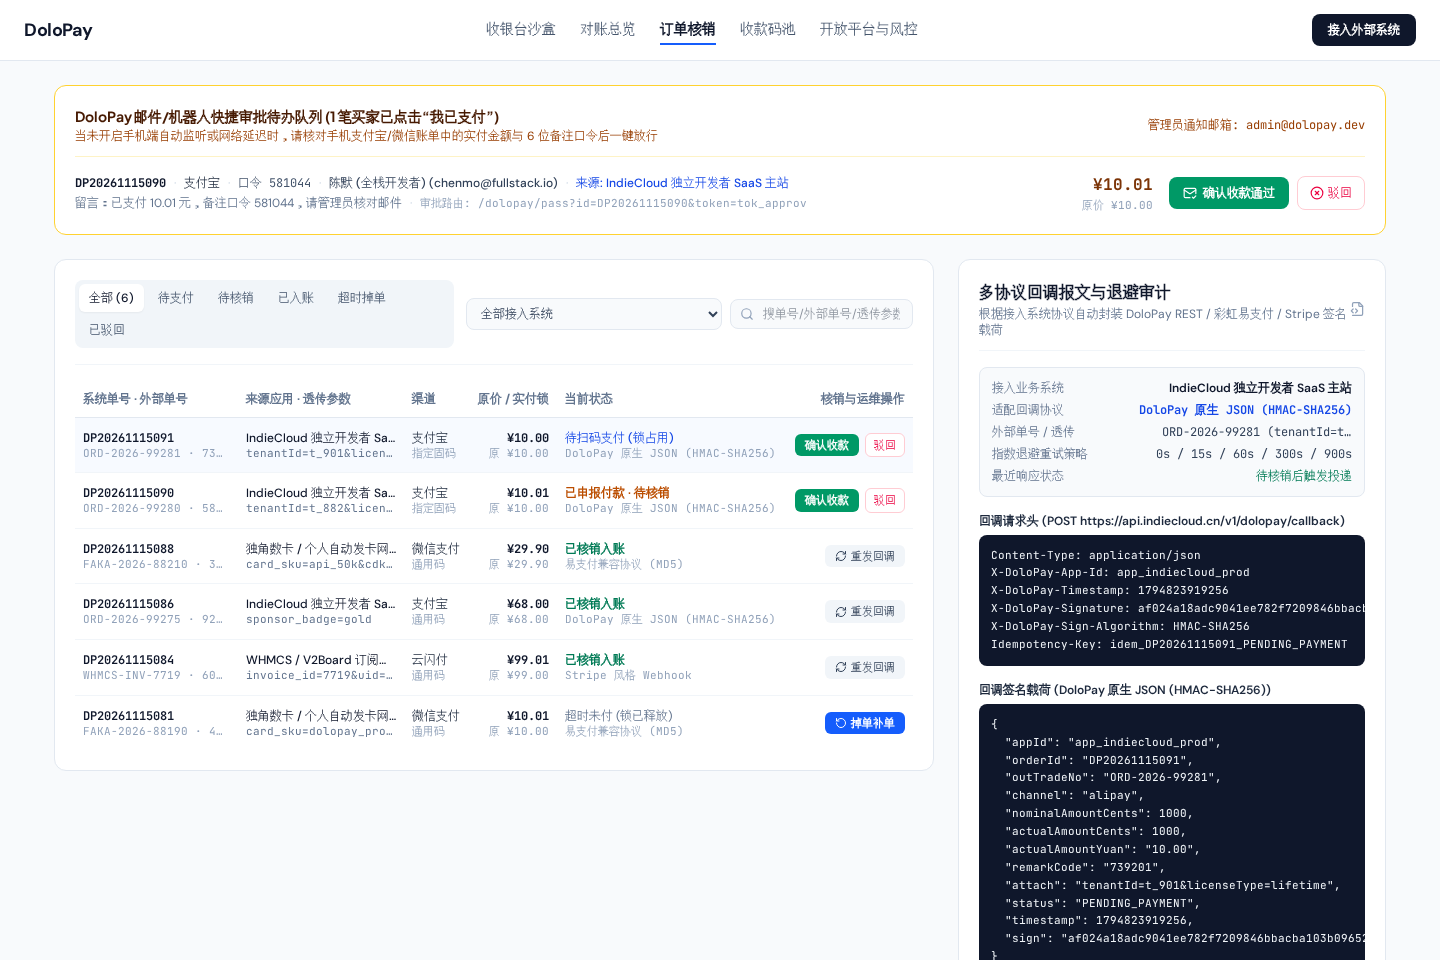 DoloPay
收银台沙盒
对账总览
订单核销
收款码池
开放平台与风控
接入外部系统
DoloPay 邮件/机器人快捷审批待办队列 (1 笔买家已点击“我已支付”)
当未开启手机端自动监听或网络延迟时，请核对手机支付宝/微信账单中的实付金额与 6 位备注口令后一键放行
管理员通知邮箱: admin@dolopay.dev
DP20261115090 · 支付宝 · 口令 581044 · 陈默 (全栈开发者) (chenmo@fullstack.io) · 来源: IndieCloud 独立开发者 SaaS 主站
留言：已支付 10.01 元，备注口令 581044，请管理员核对邮件 · 审批路由: /dolopay/pass?id=DP20261115090&token=tok_approv
¥10.01
原价 ¥10.00
确认收款通过
驳回
全部 (6)
待支付
待核销
已入账
超时掉单
已驳回
全部接入系统
搜单号/外部单号/透传参数
系统单号 · 外部单号
来源应用 · 透传参数
渠道
原价 / 实付锁
当前状态
核销与运维操作
DP20261115091 IndieCloud 独立开发者 Sa… 支付宝 ¥10.00 待扫码支付 (锁占用) 确认收款 驳回
ORD-2026-99281 · 73… tenantId=t_901&licen… 指定固码 原 ¥10.00 DoloPay 原生 JSON (HMAC-SHA256)
DP20261115090 IndieCloud 独立开发者 Sa… 支付宝 ¥10.01 已申报付款 · 待核销 确认收款 驳回
ORD-2026-99280 · 58… tenantId=t_882&licen… 指定固码 原 ¥10.00 DoloPay 原生 JSON (HMAC-SHA256)
DP20261115088 独角数卡 / 个人自动发卡网… 微信支付 ¥29.90 已核销入账 重发回调
FAKA-2026-88210 · 3… card_sku=api_50k&cdk… 通用码 原 ¥29.90 易支付兼容协议 (MD5)
DP20261115086 IndieCloud 独立开发者 Sa… 支付宝 ¥68.00 已核销入账 重发回调
ORD-2026-99275 · 92… sponsor_badge=gold 通用码 原 ¥68.00 DoloPay 原生 JSON (HMAC-SHA256)
DP20261115084 WHMCS / V2Board 订阅… 云闪付 ¥99.01 已核销入账 重发回调
WHMCS-INV-7719 · 60… invoice_id=7719&uid=… 通用码 原 ¥99.00 Stripe 风格 Webhook
DP20261115081 独角数卡 / 个人自动发卡网… 微信支付 ¥10.01 超时未付 (锁已释放) 掉单补单
FAKA-2026-88190 · 4… card_sku=dolopay_pro… 通用码 原 ¥10.00 易支付兼容协议 (MD5)
多协议回调报文与退避审计
根据接入系统协议自动封装 DoloPay REST / 彩虹易支付 / Stripe 签名
载荷
接入业务系统 IndieCloud 独立开发者 SaaS 主站
适配回调协议 DoloPay 原生 JSON (HMAC-SHA256)
外部单号 / 透传 ORD-2026-99281 (tenantId=t…
指数退避重试策略 0s / 15s / 60s / 300s / 900s
最近响应状态 待核销后触发投递
回调请求头 (POST https://api.indiecloud.cn/v1/dolopay/callback)
Content-Type: application/json
X-DoloPay-App-Id: app_indiecloud_prod
X-DoloPay-Timestamp: 1794823919256
X-DoloPay-Signature: af024a18adc9041ee782f7209846bbacb
X-DoloPay-Sign-Algorithm: HMAC-SHA256
Idempotency-Key: idem_DP20261115091_PENDING_PAYMENT
回调签名载荷 (DoloPay 原生 JSON (HMAC-SHA256))
{
"appId": "app_indiecloud_prod",
"orderId": "DP20261115091",
"outTradeNo": "ORD-2026-99281",
"channel": "alipay",
"nominalAmountCents": 1000,
"actualAmountCents": 1000,
"actualAmountYuan": "10.00",
"remarkCode": "739201",
"attach": "tenantId=t_901&licenseType=lifetime",
"status": "PENDING_PAYMENT",
"timestamp": 1794823919256,
"sign": "af024a18adc9041ee782f7209846bbacba103b09652
}